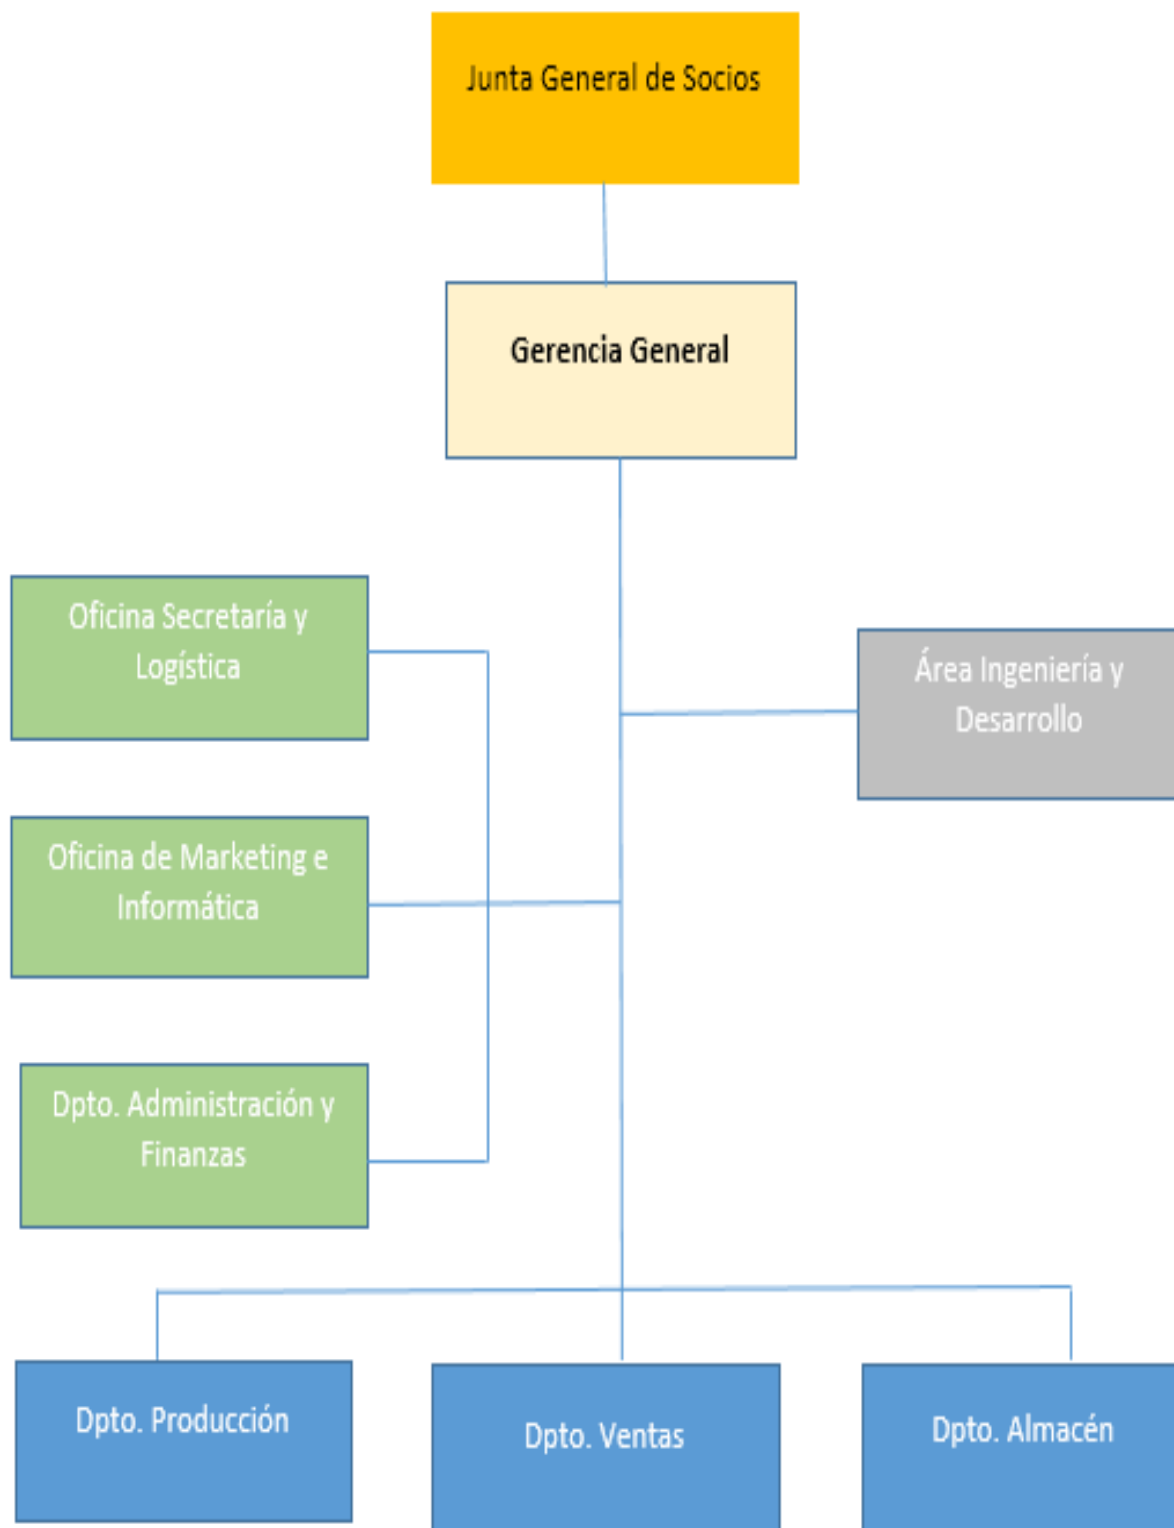 Junta General de Socios
Gerencia General
Oficina Secretaría y
Logística
Área Ingeniería y
Desarrollo
Oficina de Marketing e
Informática
Dpto. Administración y
Finanzas
Dpto. Producción
Dpto. Ventas
Dpto. Almacén